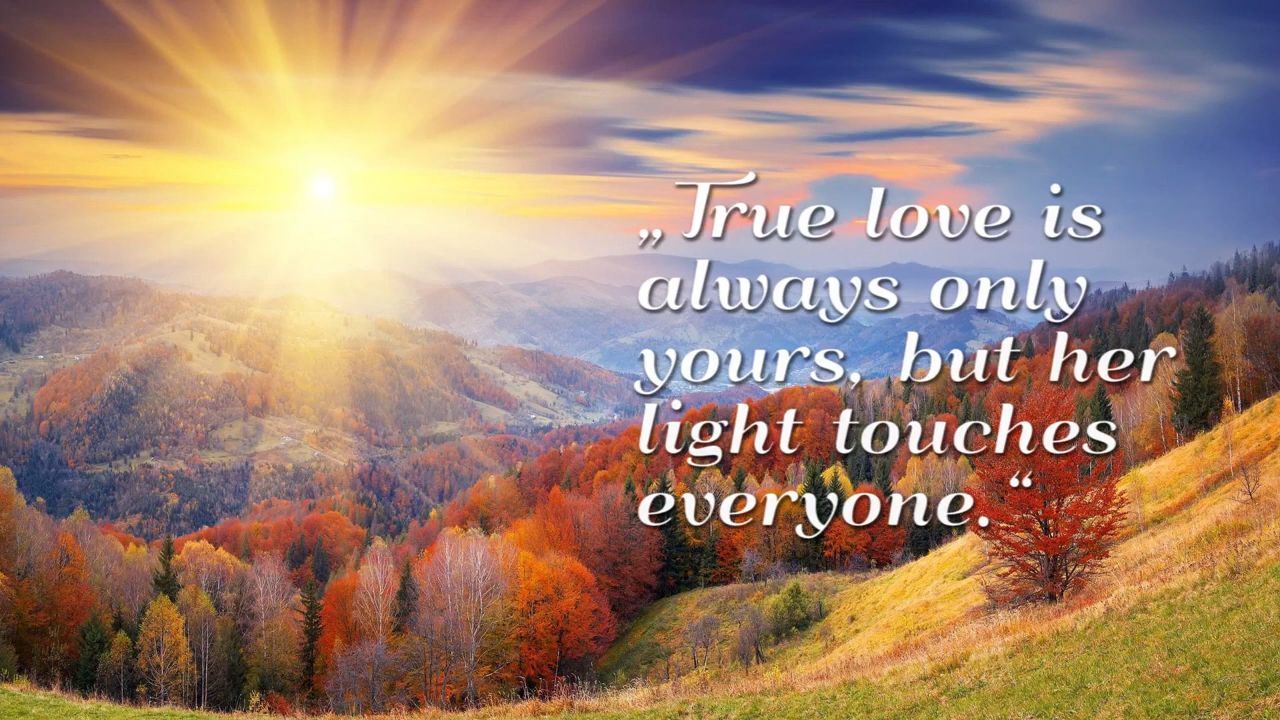 „True love is
always only
yours, but her
light touches
everyone.“